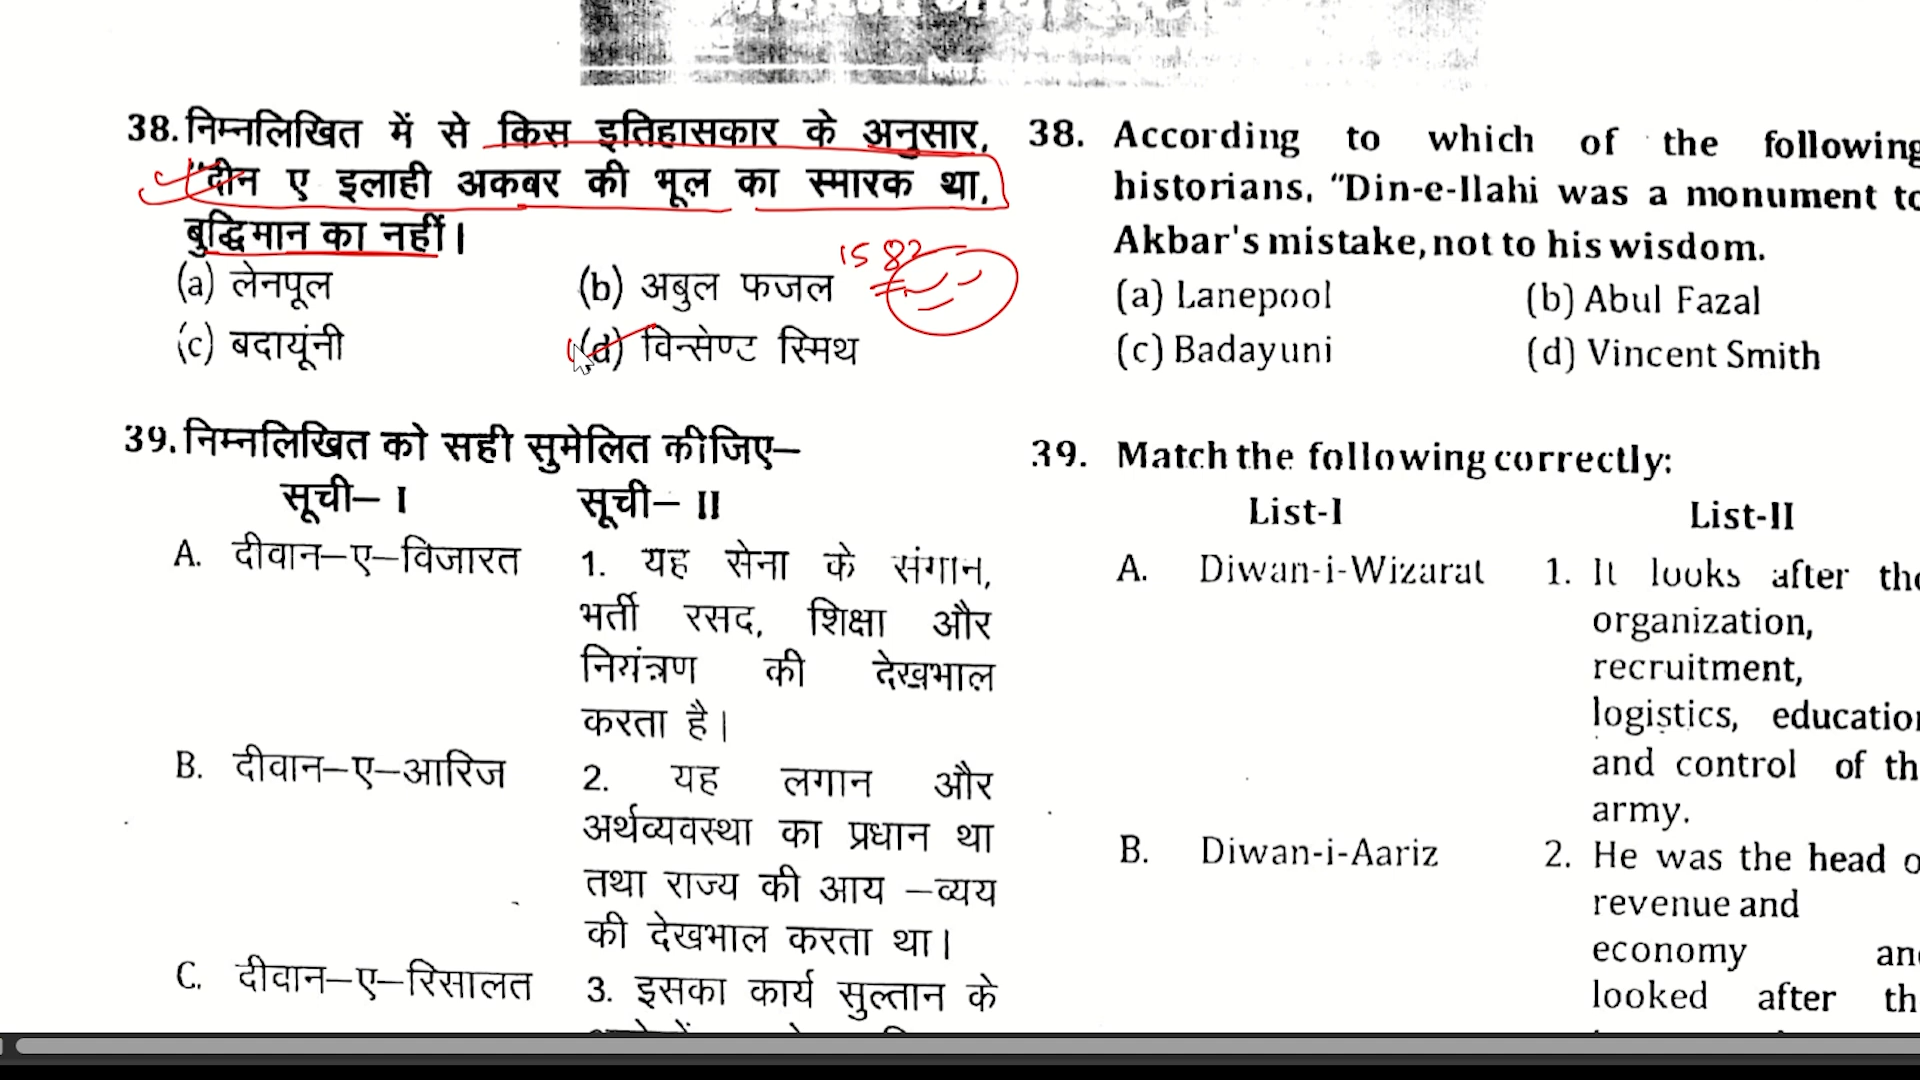 38. निम्नलिखित में से किस इतिहासकार के अनुसार,
"दीन ए इलाही अकबर की भूल का स्मारक था,
बुद्धिमान का नहीं।
(a) लेनपूल (b) अबुल फजल
1582
(c) बदायूंनी (d) विन्सेण्ट स्मिथ
39. निम्नलिखित को सही सुमेलित कीजिए–
सूची– I सूची– II
A. दीवान–ए–विजारत 1. यह सेना के संगान,
भर्ती रसद, शिक्षा और
नियंत्रण की देखभाल
करता है।
B. दीवान–ए–आरिज 2. यह लगान और
अर्थव्यवस्था का प्रधान था
तथा राज्य की आय –व्यय
की देखभाल करता था।
C. दीवान–ए–रिसालत 3. इसका कार्य सुल्तान के
38. According to which of the following
historians, "Din-e-Ilahi was a monument to
Akbar's mistake, not to his wisdom.
(a) Lanepool (b) Abul Fazal
(c) Badayuni (d) Vincent Smith
39. Match the following correctly:
List-I List-II
A. Diwan-i-Wizarat 1. It looks after the
organization,
recruitment,
logistics, education
and control of th
army.
B. Diwan-i-Aariz 2. He was the head o
revenue and
economy and
looked after th